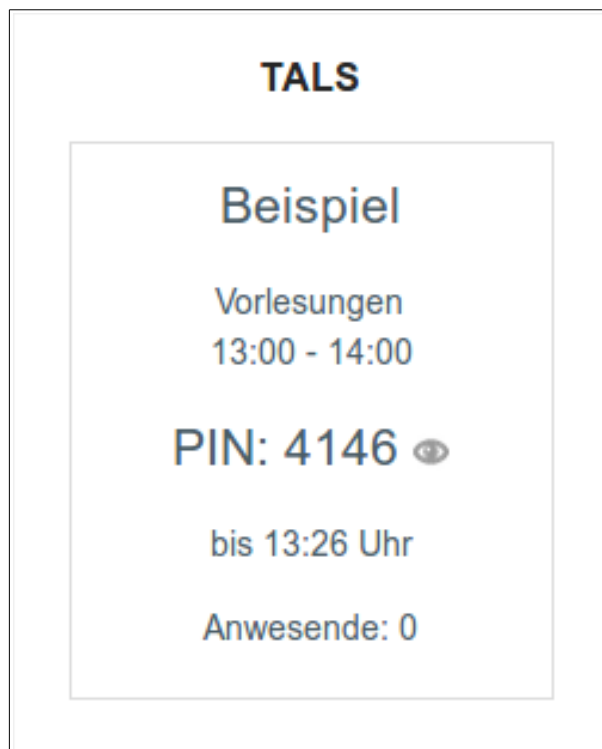 TALS
Beispiel
Vorlesungen
13:00 - 14:00
PIN: 4146
bis 13:26 Uhr
Anwesende: 0